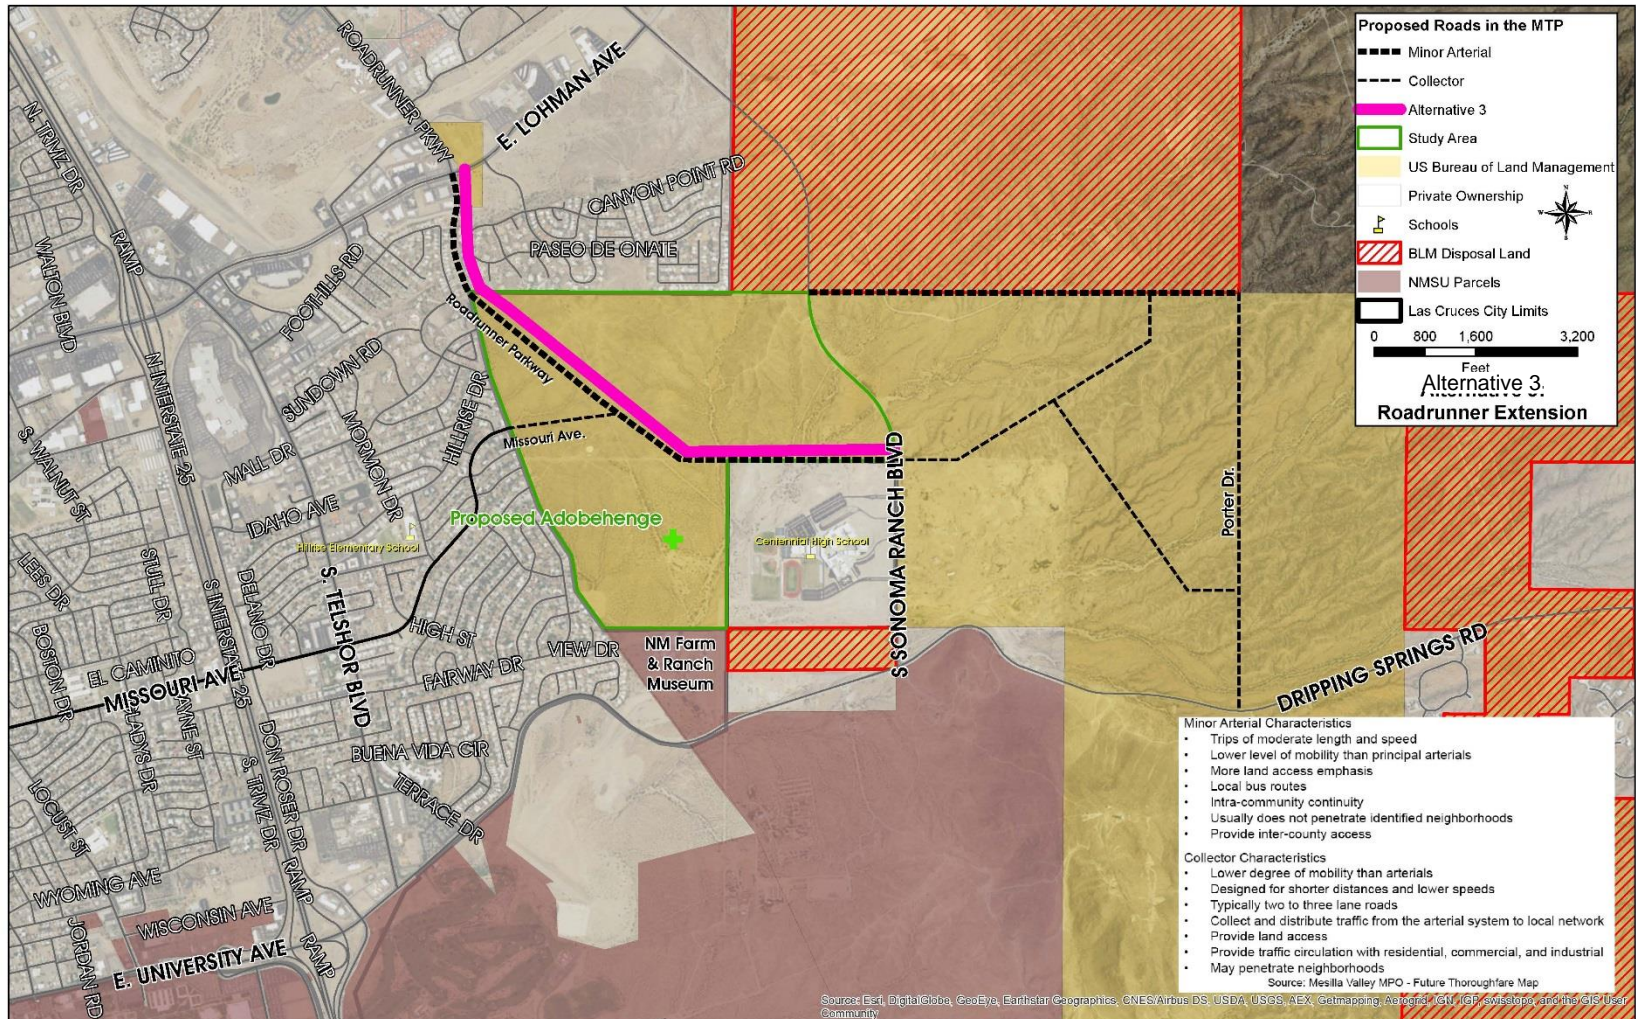 ROADRUNNER PKWY
E. LOHMAN AVE
N. TRIVIZ DR
CANYON POINT RD
RAMP
PASEO DE ONATE
WALTON BLVD
FOOTHILLS RD
Roadrunner Parkway
N INTERSTATE 25
SUNDOWN RD
HILLRISE DR
MORMON DR
Missouri Ave.
S. WALNUT ST
MALL DR
S SONOMA RANCH BLVD
Porter Dr.
IDAHO AVE
Proposed Adobehenge
Hillrise Elementary School
Centennial High School
LEES DR
STULL DR
S INTERSTATE 25
DELANO DR
S. TELSHOR BLVD
HIGH ST
VIEW DR
NM Farm
& Ranch
Museum
BOSTON DR
EL CAMINITO
MISSOURI AVE
FAIRWAY DR
DRIPPING SPRINGS RD
BUENA VIDA CIR
DON ROSER DR
S. TRIVIZ DR
TERRACE DR
LOCUST ST
RAMP
WYOMING AVE
WISCONSIN AVE
JORDAN RD
E. UNIVERSITY AVE
RAMP
Proposed Roads in the MTP
Minor Arterial
Collector
Alternative 3
Study Area
US Bureau of Land Management
Private Ownership
Schools
BLM Disposal Land
NMSU Parcels
Las Cruces City Limits
N
W E
S
0 800 1,600 3,200
Feet
Alternative 3:
Roadrunner Extension
Minor Arterial Characteristics
• Trips of moderate length and speed
• Lower level of mobility than principal arterials
• More land access emphasis
• Local bus routes
• Intra-community continuity
• Usually does not penetrate identified neighborhoods
• Provide inter-county access
Collector Characteristics
• Lower degree of mobility than arterials
• Designed for shorter distances and lower speeds
• Typically two to three lane roads
• Collect and distribute traffic from the arterial system to local network
• Provide land access
• Provide traffic circulation with residential, commercial, and industrial
• May penetrate neighborhoods
Source: Mesilla Valley MPO - Future Thoroughfare Map
Source: Esri, DigitalGlobe, GeoEye, Earthstar Geographics, CNES/Airbus DS, USDA, USGS, AEX, Getmapping, Aerogrid, IGN, IGP, swisstopo, and the GIS User
Community